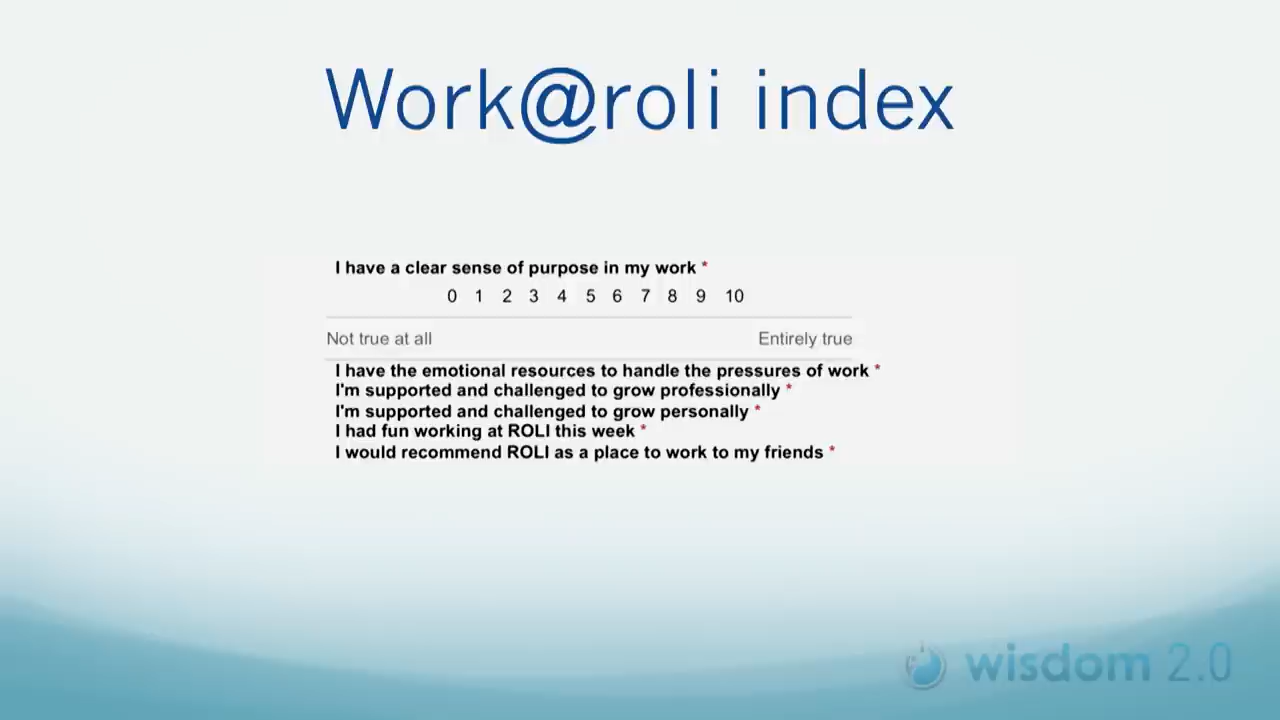 Work@roli index
I have a clear sense of purpose in my work *
0 1 2 3 4 5 6 7 8 9 10
Not true at all Entirely true
I have the emotional resources to handle the pressures of work *
I'm supported and challenged to grow professionally *
I'm supported and challenged to grow personally *
I had fun working at ROLI this week *
I would recommend ROLI as a place to work to my friends *
wisdom 2.0